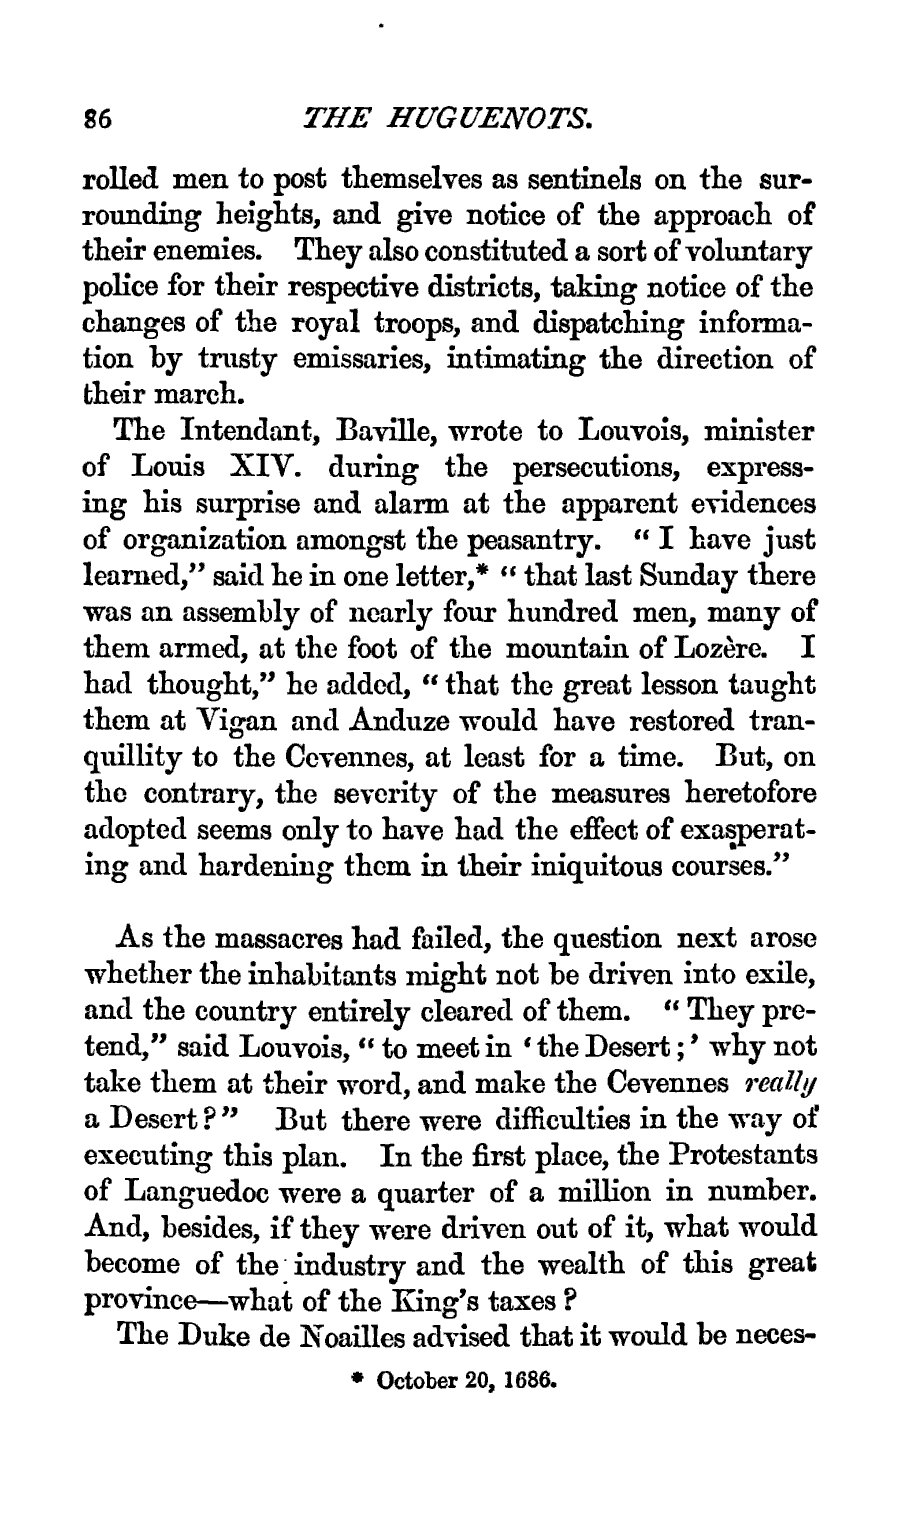 86 THE HUGUENOTS.
rolled men to post themselves as sentinels on the sur-
rounding heights, and give notice of the approach of
their enemies. They also constituted a sort of voluntary
police for their respective districts, taking notice of the
changes of the royal troops, and dispatching informa-
tion by trusty emissaries, intimating the direction of
their march.
The Intendant, Baville, wrote to Louvois, minister
of Louis XIV. during the persecutions, express-
ing his surprise and alarm at the apparent evidences
of organization amongst the peasantry. " I have just
learned," said he in one letter,* " that last Sunday there
was an assembly of nearly four hundred men, many of
them armed, at the foot of the mountain of Lozère. I
had thought," he added, " that the great lesson taught
them at Vigan and Anduze would have restored tran-
quillity to the Cevennes, at least for a time. But, on
the contrary, the severity of the measures heretofore
adopted seems only to have had the effect of exasperat-
ing and hardening them in their iniquitous courses."
As the massacres had failed, the question next arose
whether the inhabitants might not be driven into exile,
and the country entirely cleared of them. " They pre-
tend," said Louvois, " to meet in ‘ the Desert ; ’ why not
take them at their word, and make the Cevennes really
a Desert ? " But there were difficulties in the way of
executing this plan. In the first place, the Protestants
of Languedoc were a quarter of a million in number.
And, besides, if they were driven out of it, what would
become of the industry and the wealth of this great
province—what of the King's taxes ?
The Duke de Noailles advised that it would be neces-
* October 20, 1686.